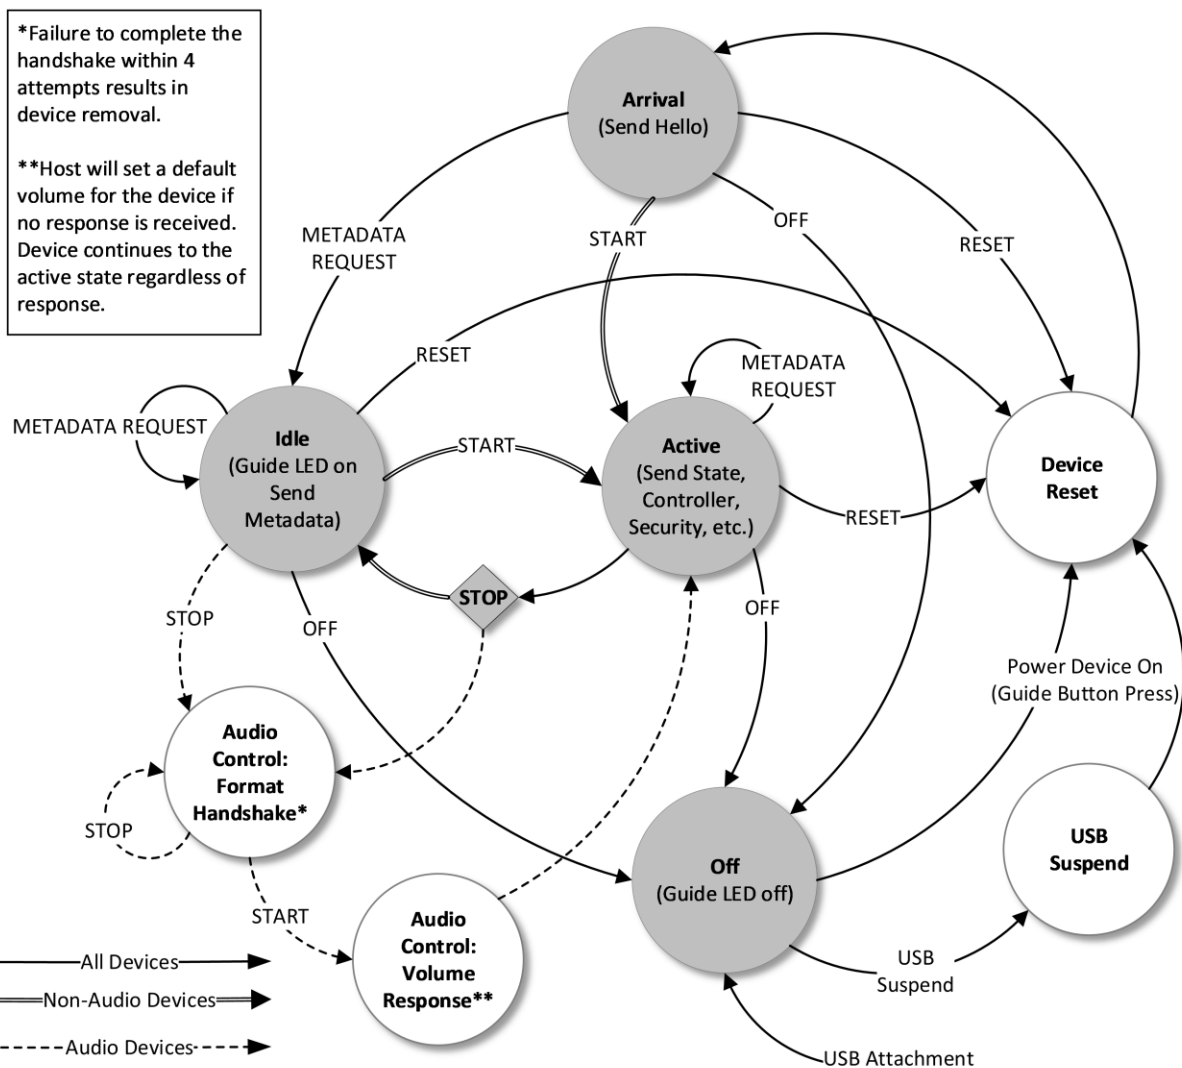 *Failure to complete the
handshake within 4
attempts results in
device removal.
**Host will set a default
volume for the device if
no response is received.
Device continues to the
active state regardless of
response.
Arrival
(Send Hello)
METADATA
REQUEST
START
OFF
RESET
RESET
METADATA REQUEST
Idle
(Guide LED on
Send
Metadata)
START
METADATA
REQUEST
Active
(Send State,
Controller,
Security, etc.)
RESET
Device
Reset
STOP
STOP
OFF
OFF
Power Device On
(Guide Button Press)
Audio
Control:
Format
Handshake*
STOP
START
Audio
Control:
Volume
Response**
Off
(Guide LED off)
USB
Suspend
USB
Suspend
USB Attachment
All Devices
Non-Audio Devices
Audio Devices